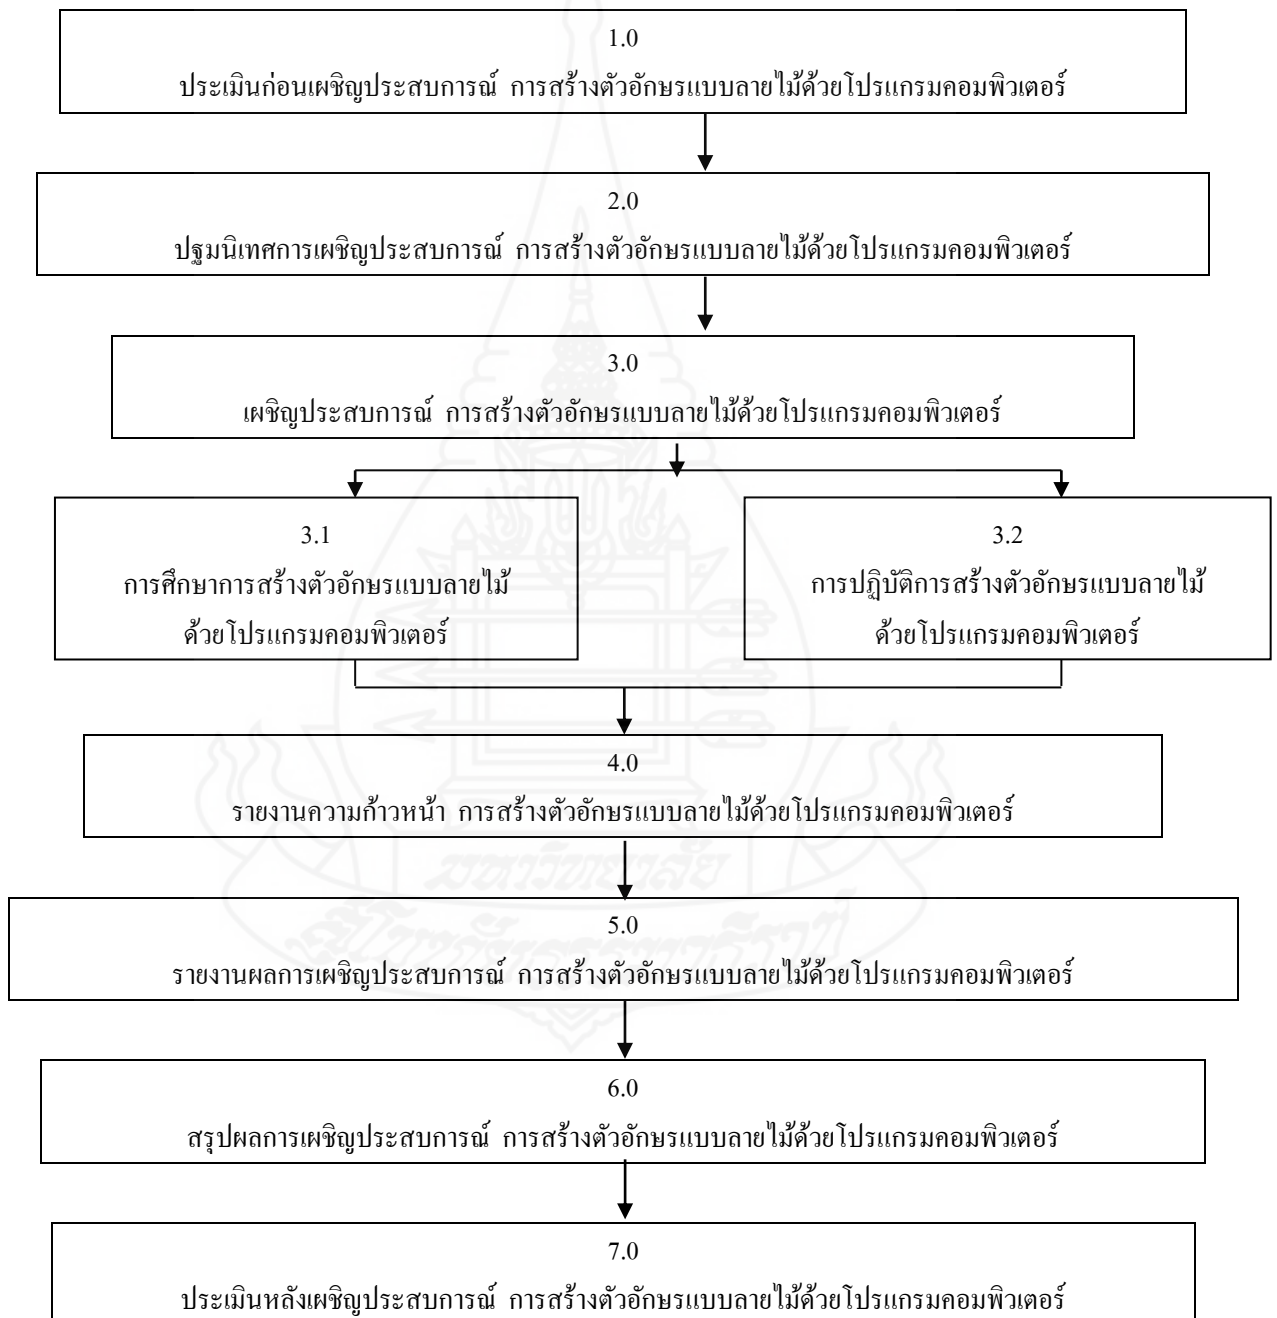 1.0
ประเมินก่อนเผชิญประสบการณ์ การสร้างตัวอักษรแบบลายไม้ด้วยโปรแกรมคอมพิวเตอร์
2.0
ปฐมนิเทศการเผชิญประสบการณ์ การสร้างตัวอักษรแบบลายไม้ด้วยโปรแกรมคอมพิวเตอร์
3.0
เผชิญประสบการณ์ การสร้างตัวอักษรแบบลายไม้ด้วยโปรแกรมคอมพิวเตอร์
3.1
การศึกษาการสร้างตัวอักษรแบบลายไม้
ด้วยโปรแกรมคอมพิวเตอร์
3.2
การปฏิบัติการสร้างตัวอักษรแบบลายไม้
ด้วยโปรแกรมคอมพิวเตอร์
4.0
รายงานความก้าวหน้า การสร้างตัวอักษรแบบลายไม้ด้วยโปรแกรมคอมพิวเตอร์
มหาวิทยาลัย
5.0
รายงานผลการเผชิญประสบการณ์ การสร้างตัวอักษรแบบลายไม้ด้วยโปรแกรมคอมพิวเตอร์
6.0
สรุปผลการเผชิญประสบการณ์ การสร้างตัวอักษรแบบลายไม้ด้วยโปรแกรมคอมพิวเตอร์
7.0
ประเมินหลังเผชิญประสบการณ์ การสร้างตัวอักษรแบบลายไม้ด้วยโปรแกรมคอมพิวเตอร์